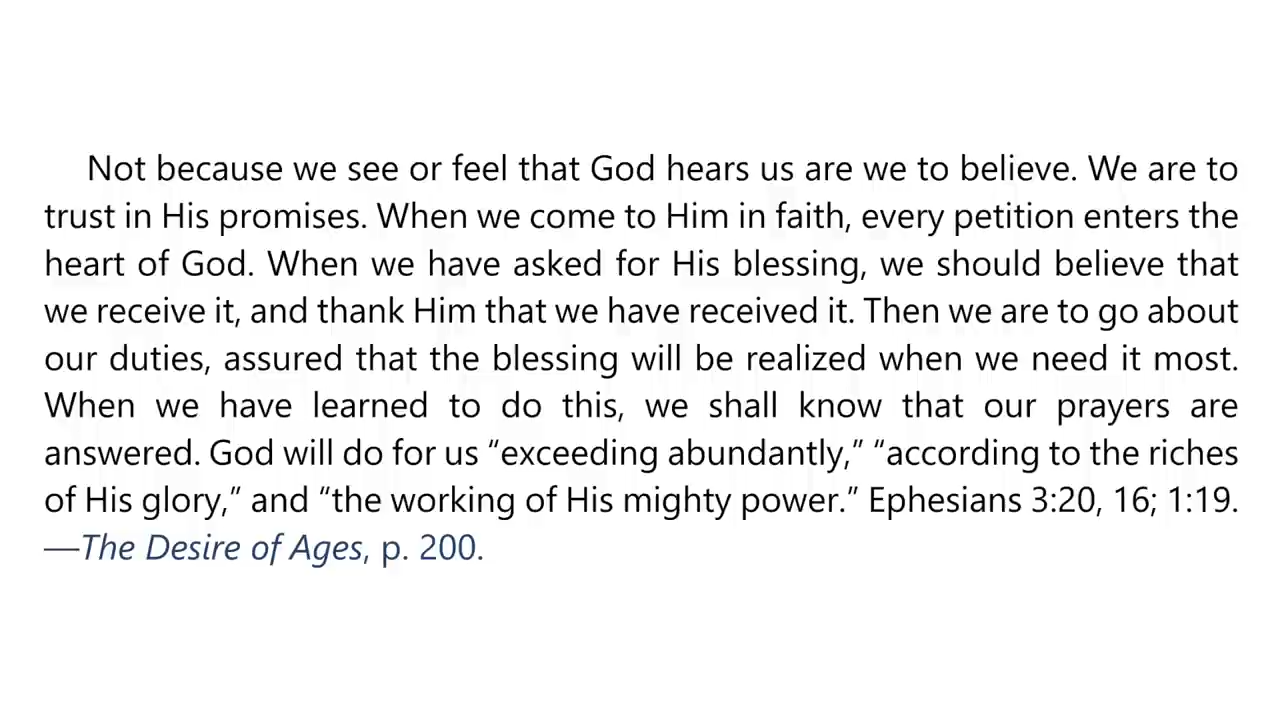 Not because we see or feel that God hears us are we to believe. We are to
trust in His promises. When we come to Him in faith, every petition enters the
heart of God. When we have asked for His blessing, we should believe that
we receive it, and thank Him that we have received it. Then we are to go about
our duties, assured that the blessing will be realized when we need it most.
When we have learned to do this, we shall know that our prayers are
answered. God will do for us “exceeding abundantly,” “according to the riches
of His glory,” and “the working of His mighty power.” Ephesians 3:20, 16; 1:19.
—The Desire of Ages, p. 200.